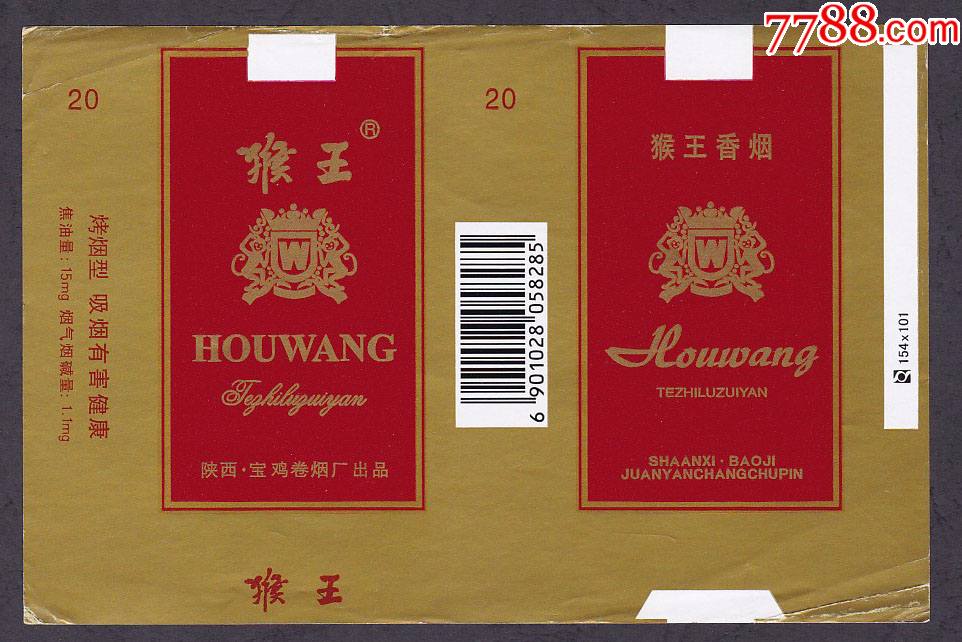 7788.com
20
烤烟型 吸烟有害健康
焦油量：15mg 烟气烟碱量：1.1mg
猴王®
W
HOUWANG
Tezhiluzuiyan
陕西·宝鸡卷烟厂出品
猴王
20
6 901028 058285
猴王香烟
W
Houwang
TEZHILUZUIYAN
SHAANXI·BAOJI
JUANYANCHANGCHUPIN
154×101